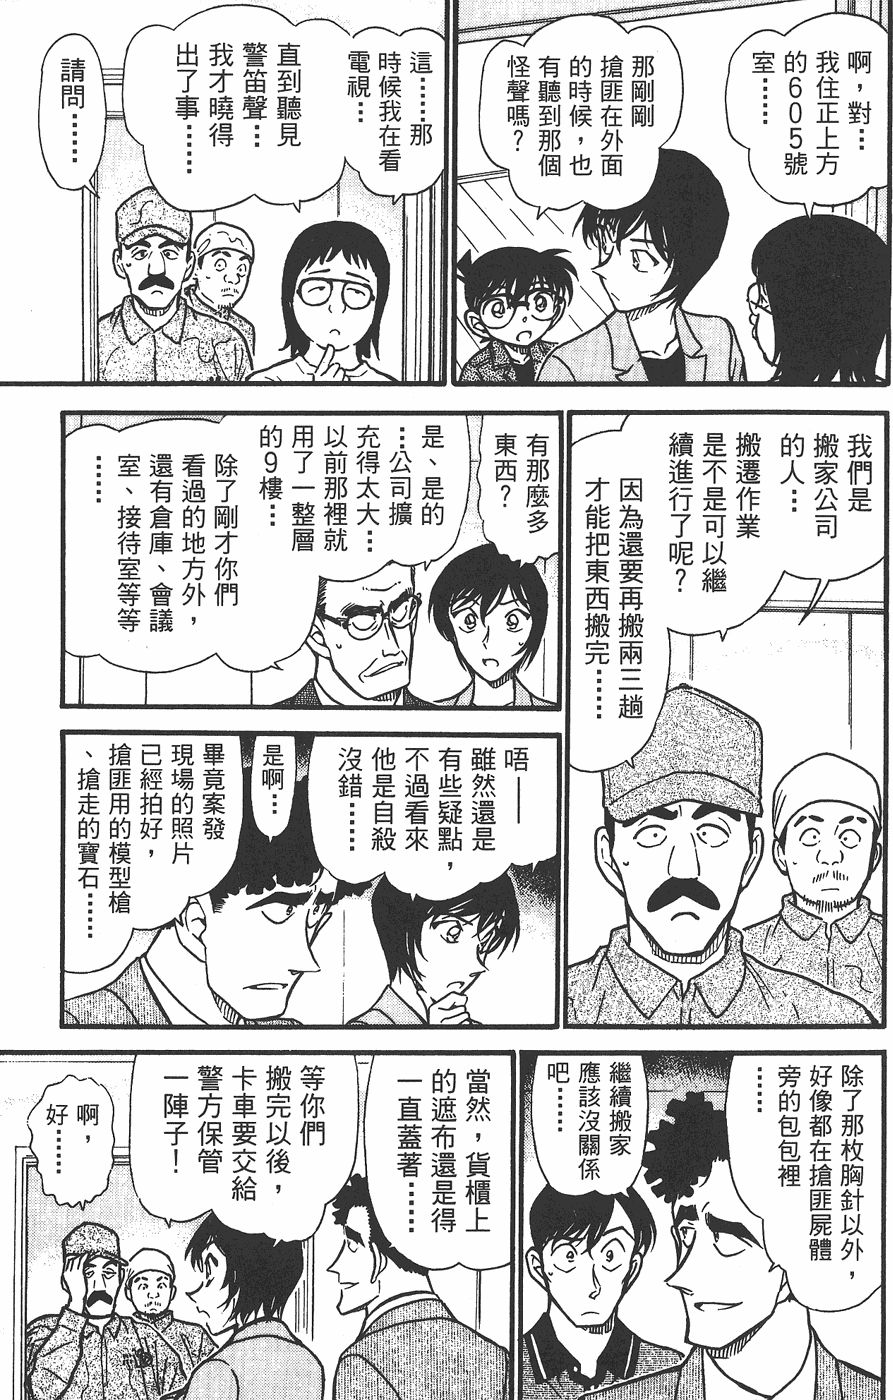 啊，對…
我住正上方
的605號
室……
那剛剛
搶匪在外面
的時候，也
有聽到那個
怪聲嗎？
這……那
時候我在看
電視…
直到聽見
警笛聲…
我才曉得
出了事……
請問……
我們是
搬家公司
的人…
搬遷作業
是不是可以繼
續進行了呢？
因為還要再搬兩三趟
才能把東西搬完……
有那麼多
東西？
是、是的
…公司擴
充得太大…
以前那裡就
用了一整層
的9樓…
除了剛才你們
看過的地方外，
還有倉庫、會議
室、接待室等等
……
唔——
雖然還是
有些疑點，
不過看來
他是自殺
沒錯……
是啊…
畢竟案發
現場的照片
已經拍好，
搶匪用的模型槍
、搶走的寶石……
除了那枚胸針以外，
好像都在搶匪屍體
旁的包包裡
……
繼續搬家
應該沒關係
吧……
當然，貨櫃上
的遮布還是得
一直蓋著……
等你們
搬完以後，
卡車要交給
警方保管
一陣子！
啊，
好……